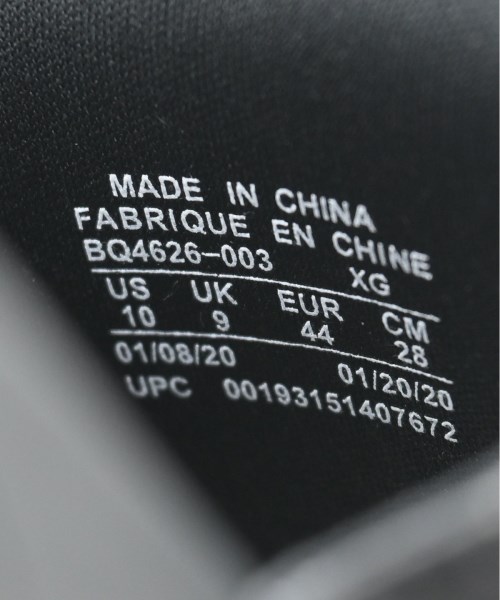 MADE IN CHINA
FABRIQUE EN CHINE
BQ4626-003 XG
US UK EUR CM
10 9 44 28
01/08/20 01/20/20
UPC 00193151407672